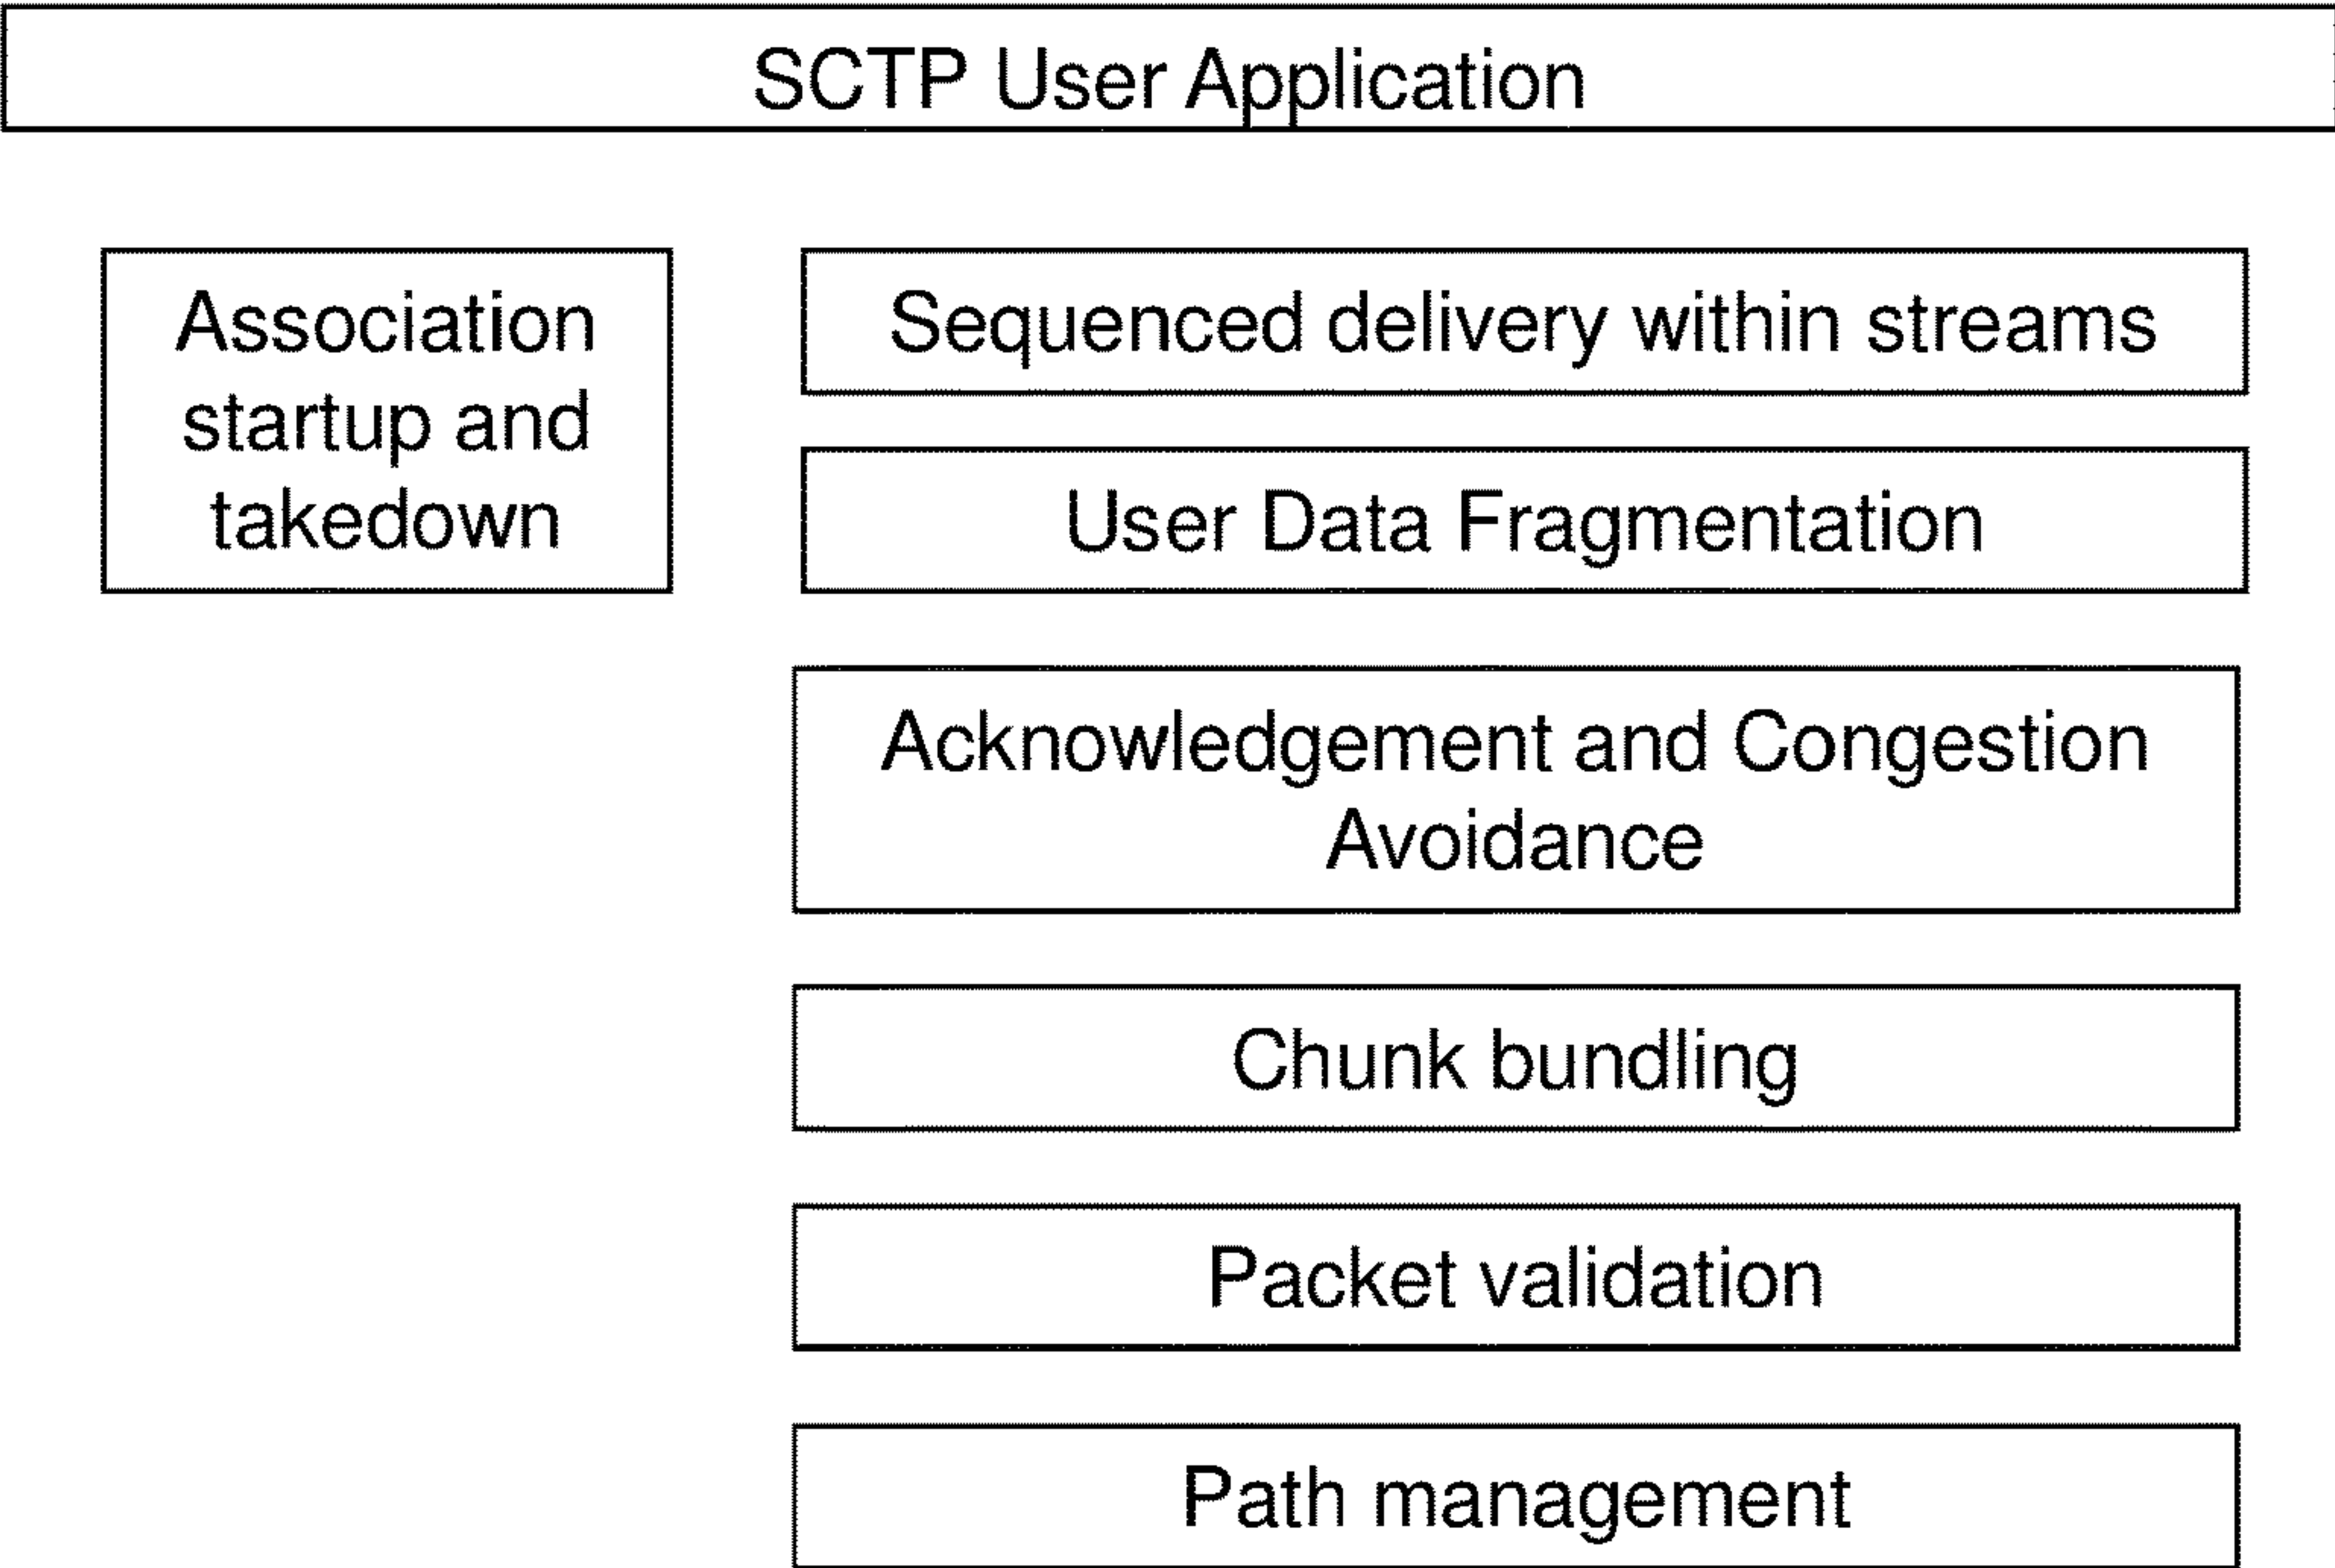 SCTP User Application
Association
startup and
takedown
Sequenced delivery within streams
User Data Fragmentation
Acknowledgement and Congestion
Avoidance
Chunk bundling
Packet validation
Path management